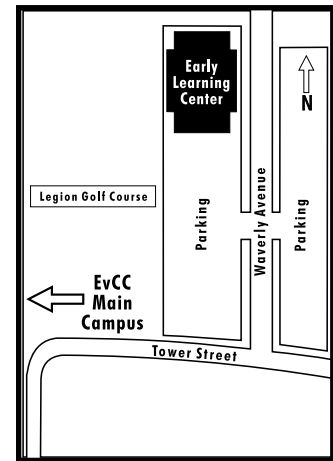 Early
Learning
Center
N
Waverly Avenue
Parking
Parking
Legion Golf Course
EvCC
Main
Campus
Tower Street